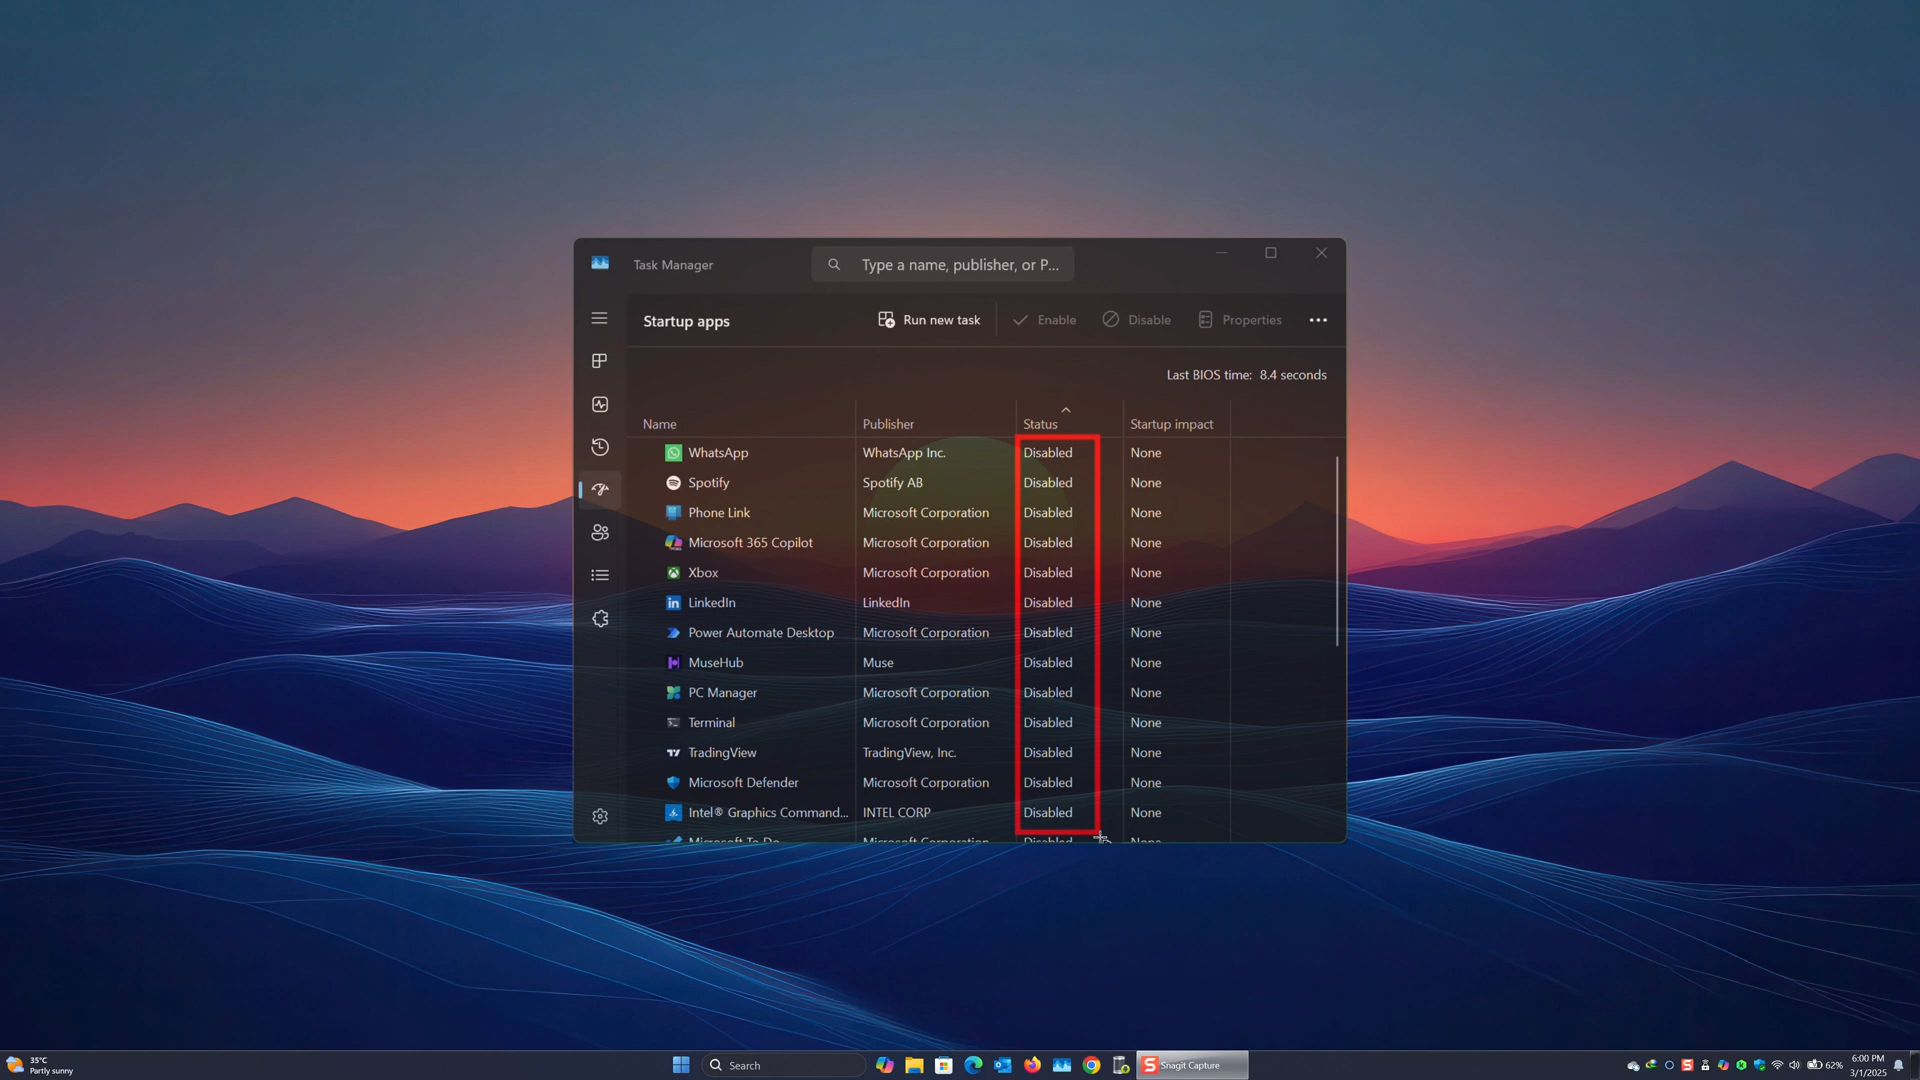 Task Manager
Type a name, publisher, or P...
Startup apps
Run new task
Enable
Disable
Properties
Last BIOS time: 8.4 seconds
Name Publisher Status Startup impact
WhatsApp WhatsApp Inc. Disabled None
Spotify Spotify AB Disabled None
Phone Link Microsoft Corporation Disabled None
Microsoft 365 Copilot Microsoft Corporation Disabled None
Xbox Microsoft Corporation Disabled None
LinkedIn LinkedIn Disabled None
Power Automate Desktop Microsoft Corporation Disabled None
MuseHub Muse Disabled None
PC Manager Microsoft Corporation Disabled None
Terminal Microsoft Corporation Disabled None
TradingView TradingView, Inc. Disabled None
Microsoft Defender Microsoft Corporation Disabled None
Intel® Graphics Command... INTEL CORP Disabled None
Microsoft To Do Microsoft Corporation Disabled None
35°C
Partly sunny
Search
Snagit Capture
62%
6:00 PM
3/1/2025